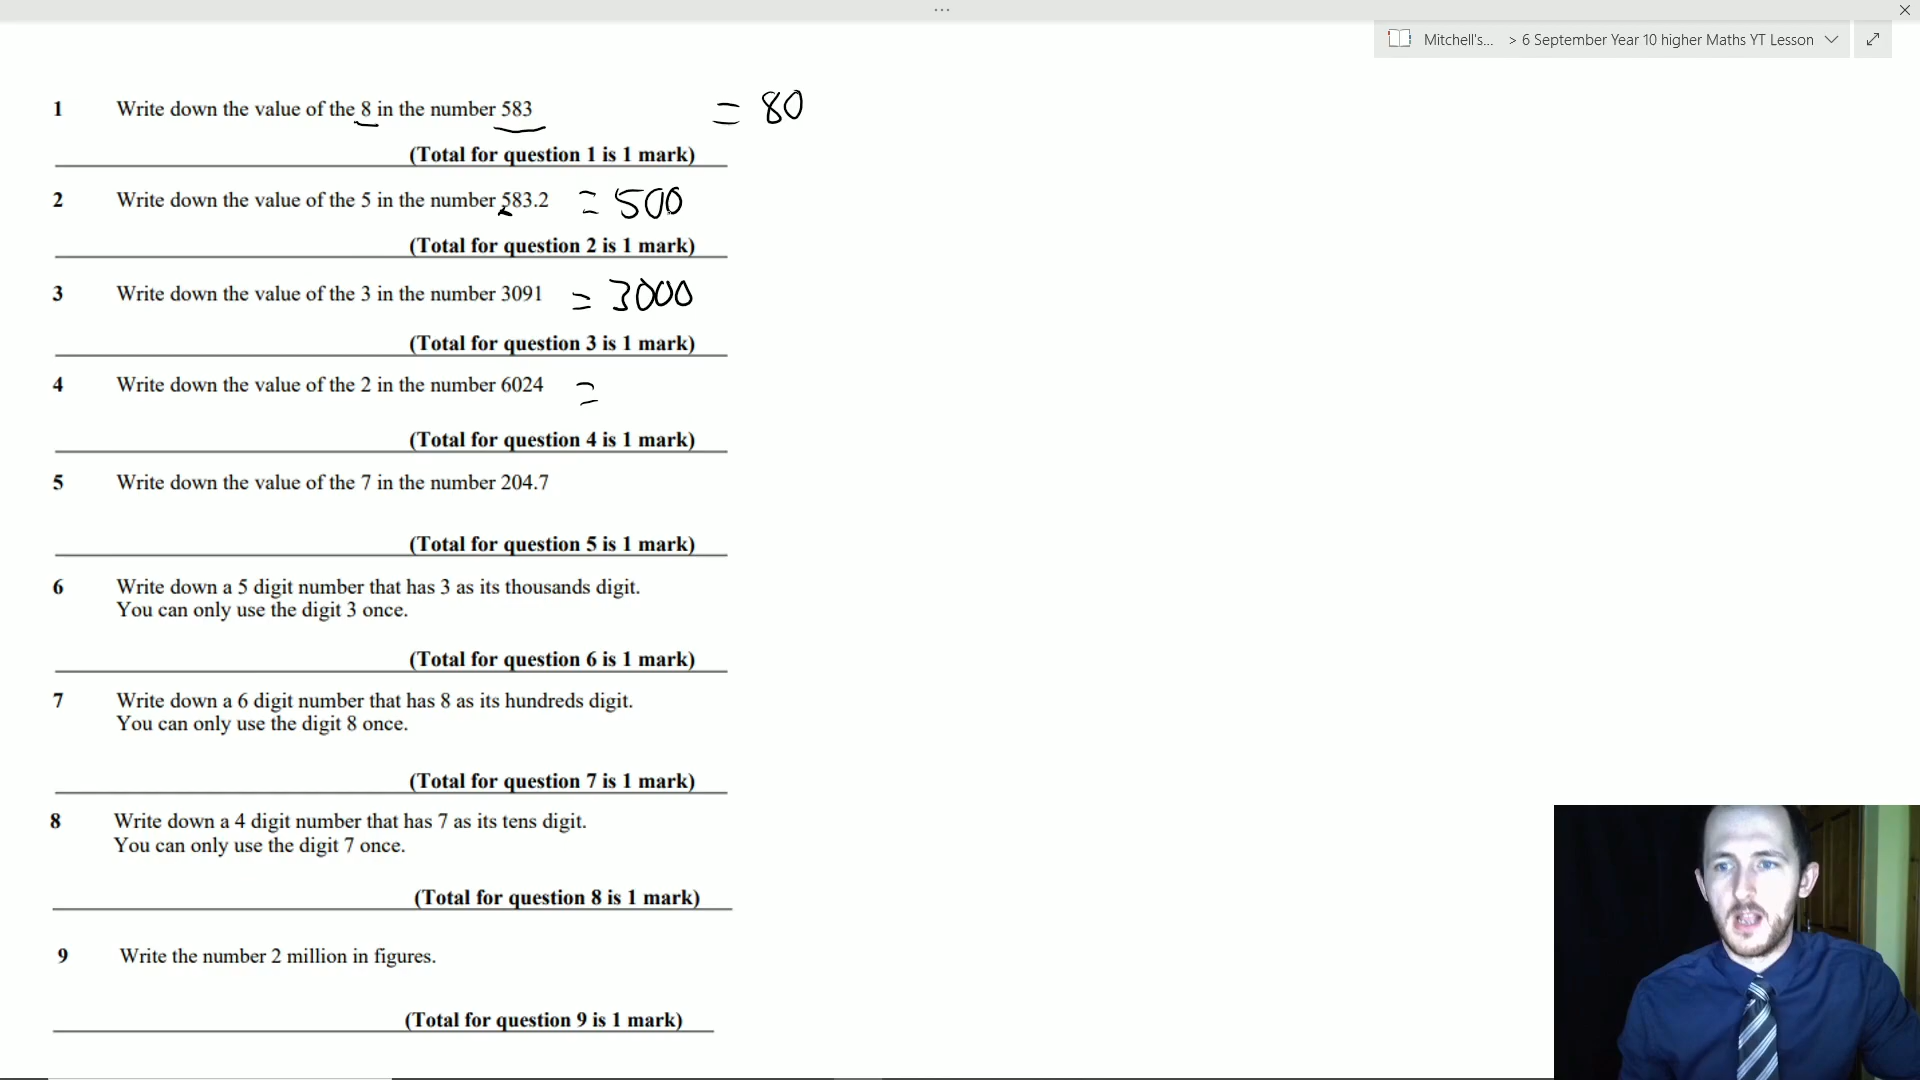 Mitchell's... > 6 September Year 10 higher Maths YT Lesson
1 Write down the value of the 8 in the number 583 = 80
(Total for question 1 is 1 mark)
2 Write down the value of the 5 in the number 583.2 = 500
(Total for question 2 is 1 mark)
3 Write down the value of the 3 in the number 3091 = 3000
(Total for question 3 is 1 mark)
4 Write down the value of the 2 in the number 6024 =
(Total for question 4 is 1 mark)
5 Write down the value of the 7 in the number 204.7
(Total for question 5 is 1 mark)
6 Write down a 5 digit number that has 3 as its thousands digit.
You can only use the digit 3 once.
(Total for question 6 is 1 mark)
7 Write down a 6 digit number that has 8 as its hundreds digit.
You can only use the digit 8 once.
(Total for question 7 is 1 mark)
8 Write down a 4 digit number that has 7 as its tens digit.
You can only use the digit 7 once.
(Total for question 8 is 1 mark)
9 Write the number 2 million in figures.
(Total for question 9 is 1 mark)